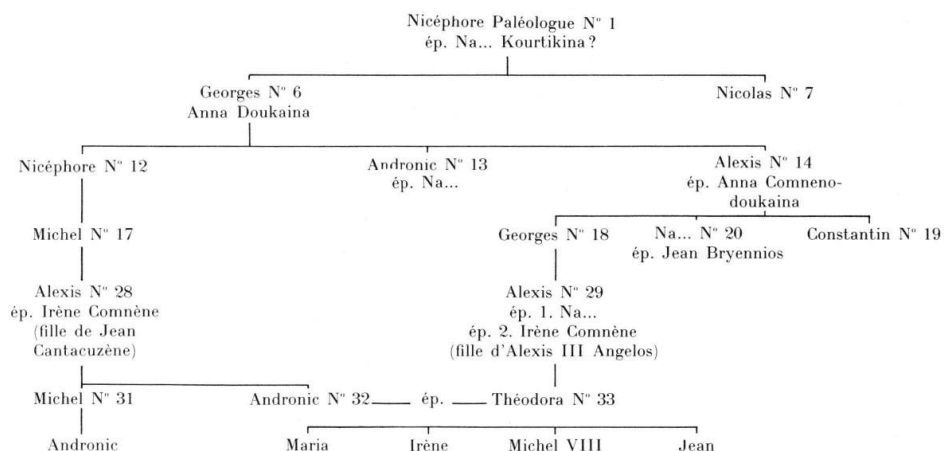 Nicéphore Paléologue N° 1
ép. Na... Kourtikina ?
Georges N° 6
Anna Doukaina
Nicolas N° 7
Nicéphore N° 12
Andronic N° 13
ép. Na...
Alexis N° 14
ép. Anna Comneno-
doukaina
Michel N° 17
Georges N° 18
Na... N° 20
ép. Jean Bryennios
Constantin N° 19
Alexis N° 28
ép. Irène Comnène
(fille de Jean
Cantacuzène)
Alexis N° 29
ép. 1. Na...
ép. 2. Irène Comnène
(fille d'Alexis III Angelos)
Michel N° 31
Andronic N° 32 ép. Théodora N° 33
Andronic
Maria
Irène
Michel VIII
Jean